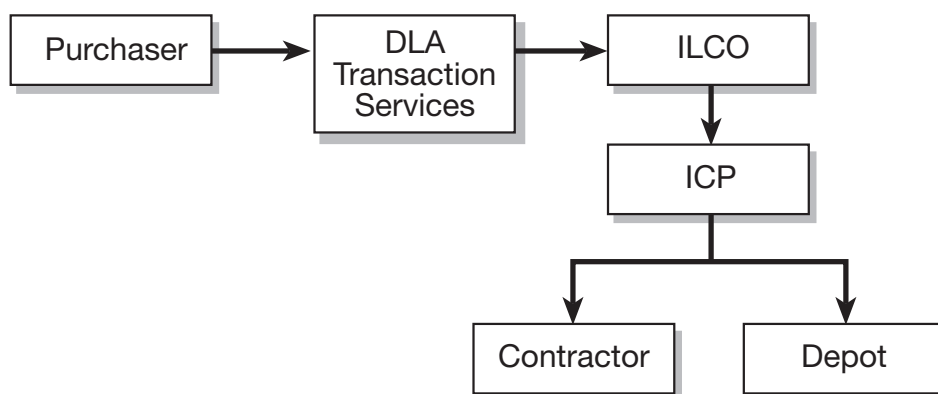 Purchaser
DLA
Transaction
Services
ILCO
ICP
Contractor
Depot